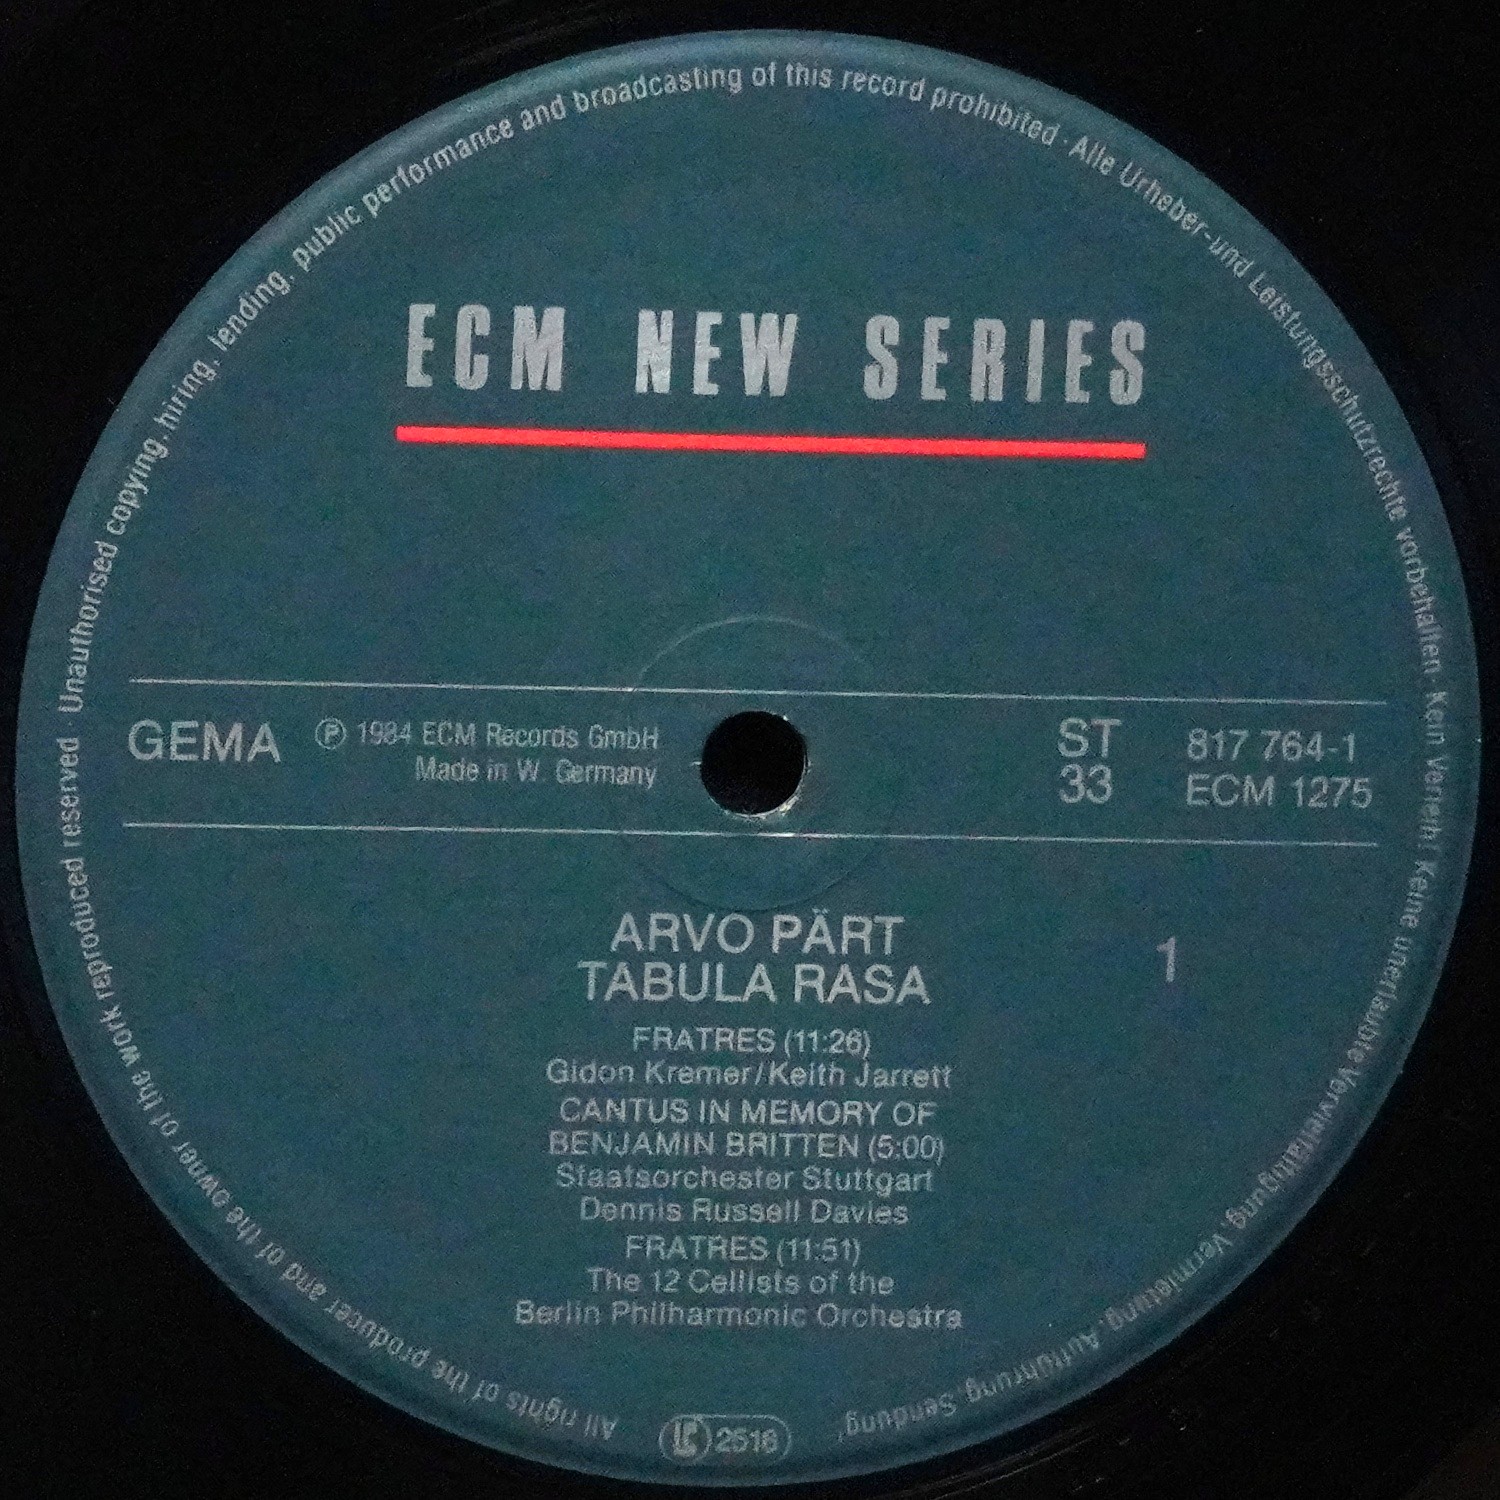 ECM NEW SERIES
GEMA
Ⓟ 1984 ECM Records GmbH
Made in W. Germany
ST
33
817 764-1
ECM 1275
ARVO PÄRT
TABULA RASA
1
FRATRES (11:26)
Gidon Kremer/Keith Jarrett
CANTUS IN MEMORY OF
BENJAMIN BRITTEN (5:00)
Staatsorchester Stuttgart
Dennis Russell Davies
FRATRES (11:51)
The 12 Cellists of the
Berlin Philharmonic Orchestra
All rights of the producer and of the owner of the work reproduced reserved · Unauthorised copying, hiring, lending, public performance and broadcasting of this record prohibited · Alle Urheber- und Leistungsschutzrechte vorbehalten · Kein Verleih! Keine unerlaubte Vervielfältigung, Vermietung, Aufführung, Sendung!
LC 2516